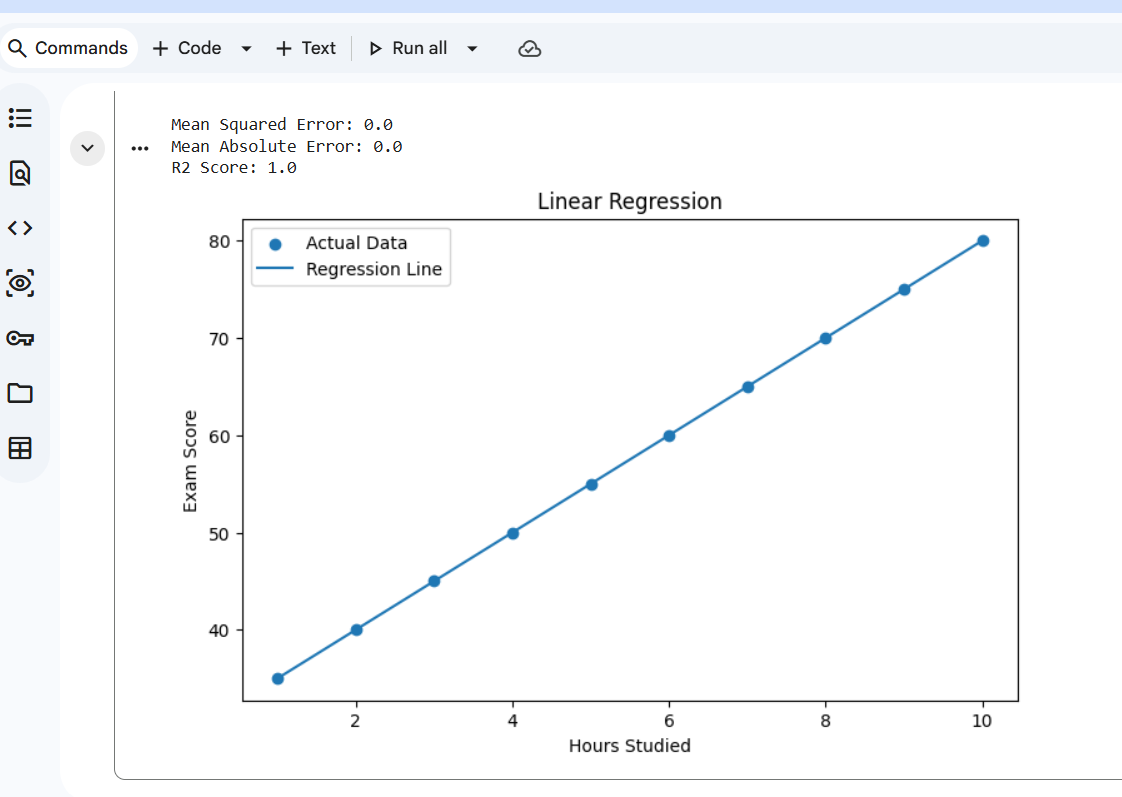 Commands + Code + Text Run all
Mean Squared Error: 0.0
Mean Absolute Error: 0.0
R2 Score: 1.0
Linear Regression
Actual Data
Regression Line
80
70
60
50
40
Exam Score
2 4 6 8 10
Hours Studied